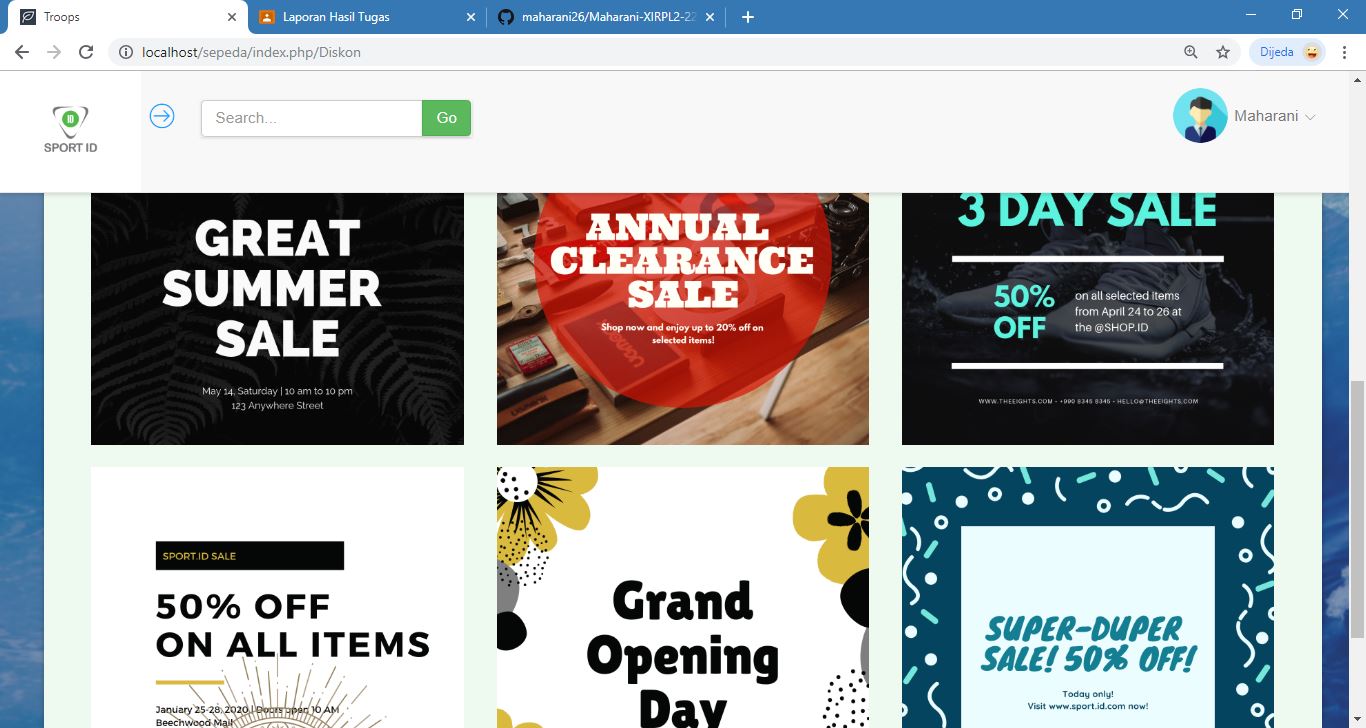 Troops
Laporan Hasil Tugas
maharani26/Maharani-XIRPL2-22
localhost/sepeda/index.php/Diskon
Dijeda
ID
SPORT ID
Search...
Go
Maharani
GREAT
SUMMER
SALE
May 14, Saturday | 10 am to 10 pm
123 Anywhere Street
ANNUAL
CLEARANCE
SALE
Shop now and enjoy up to 20% off on
selected items!
3 DAY SALE
50%
OFF
on all selected items
from April 24 to 26 at
the @SHOP.ID
WWW.THEEIGHTS.COM • +990 8345 8345 • HELLO@THEEIGHTS.COM
SPORT.ID SALE
50% OFF
ON ALL ITEMS
January 25-28, 2020 | Doors open 10 AM
Beechwood Mall
Grand
Opening
Day
SUPER-DUPER
SALE! 50% OFF!
Today only!
Visit www.sport.id.com now!